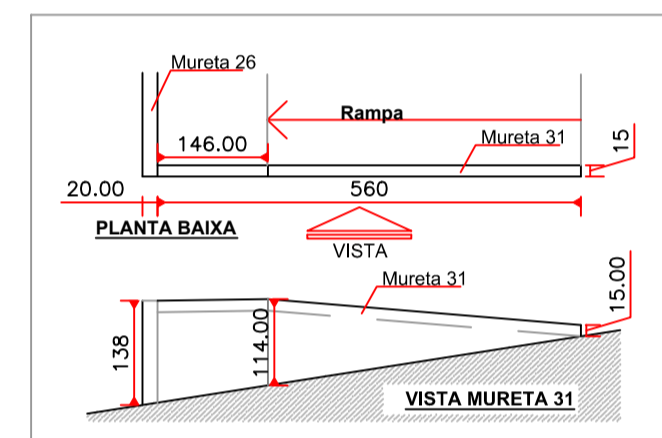 Mureta 26
Rampa
146.00
Mureta 31
15
20.00
560
PLANTA BAIXA
VISTA
Mureta 31
15.00
138
114.00
VISTA MURETA 31